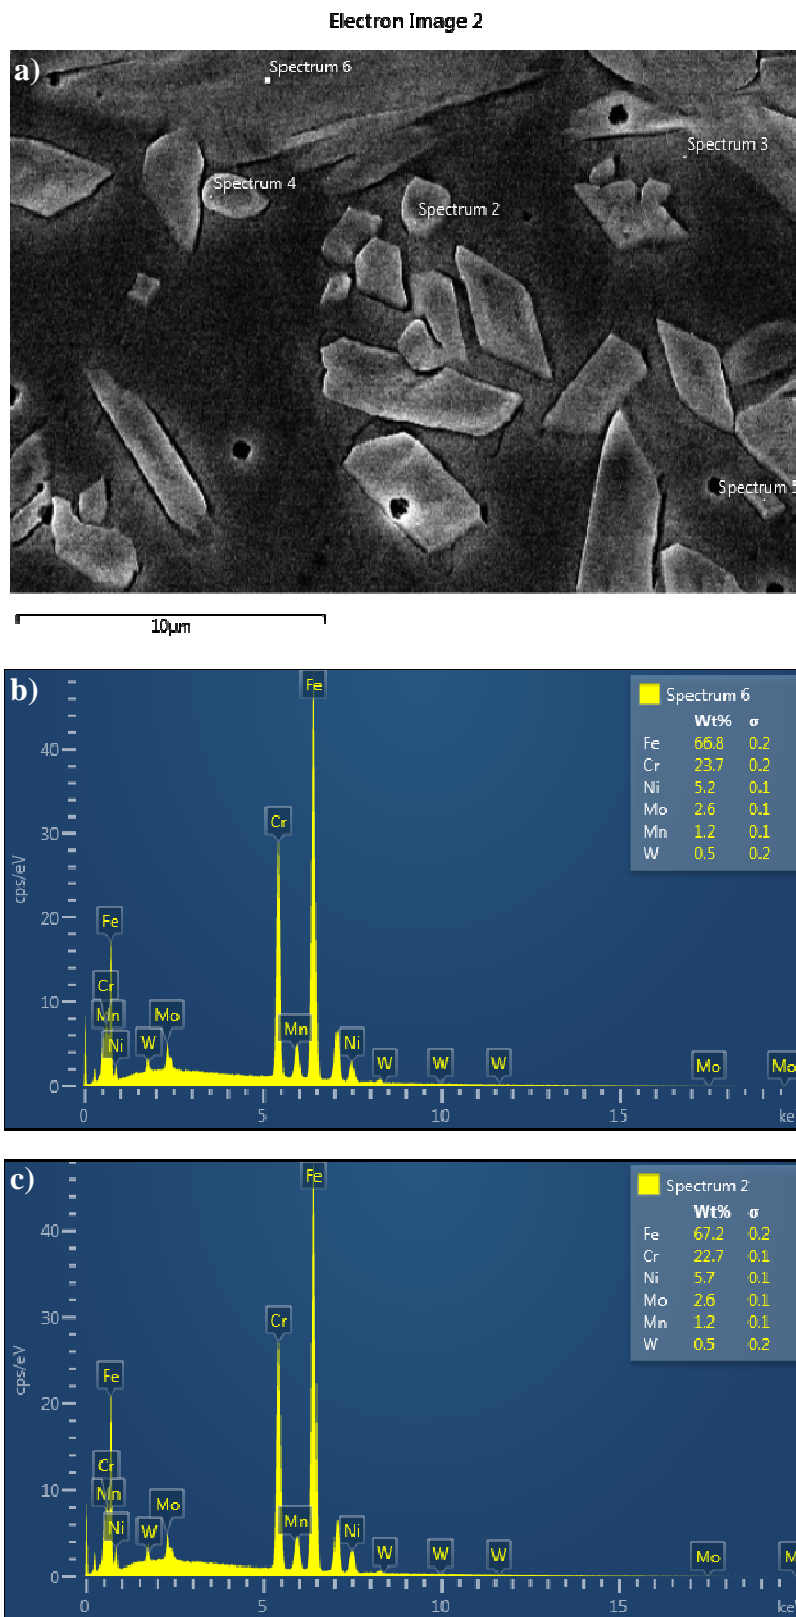 Electron Image 2
a)
Spectrum 6
Spectrum 3
Spectrum 4
Spectrum 2
Spectrum 5
10µm
b)
Fe
Spectrum 6
Wt% σ
Fe 66.8 0.2
Cr 23.7 0.2
Ni 5.2 0.1
Mo 2.6 0.1
Mn 1.2 0.1
W 0.5 0.2
40
Cr
30
cps/eV
20
Fe
Cr
10
Mn
Mo
Ni
W
Mn
Ni
W
W
W
Mo
Mo
0
0
5
10
15
ke
c)
Fe
Spectrum 2
Wt% σ
Fe 67.2 0.2
Cr 22.7 0.1
Ni 5.7 0.1
Mo 2.6 0.1
Mn 1.2 0.1
W 0.5 0.2
40
30
Cr
cps/eV
Fe
20
Cr
Mn
10
Mo
Ni
W
Mn
Ni
W
W
W
Mo
M
0
0
5
10
15
ke